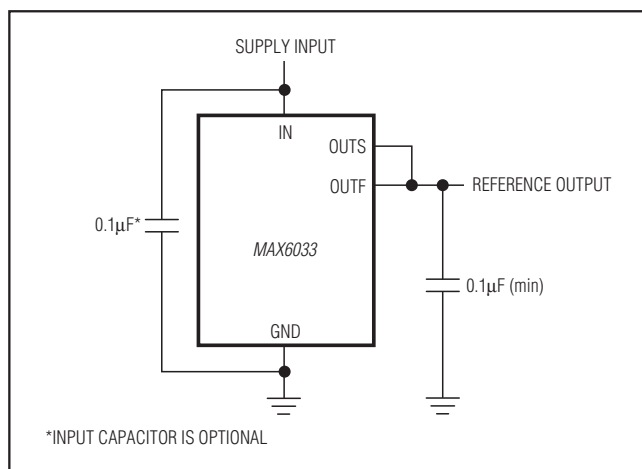 SUPPLY INPUT
IN
OUTS
OUTF
REFERENCE OUTPUT
0.1µF*
MAX6033
0.1µF (min)
GND
*INPUT CAPACITOR IS OPTIONAL